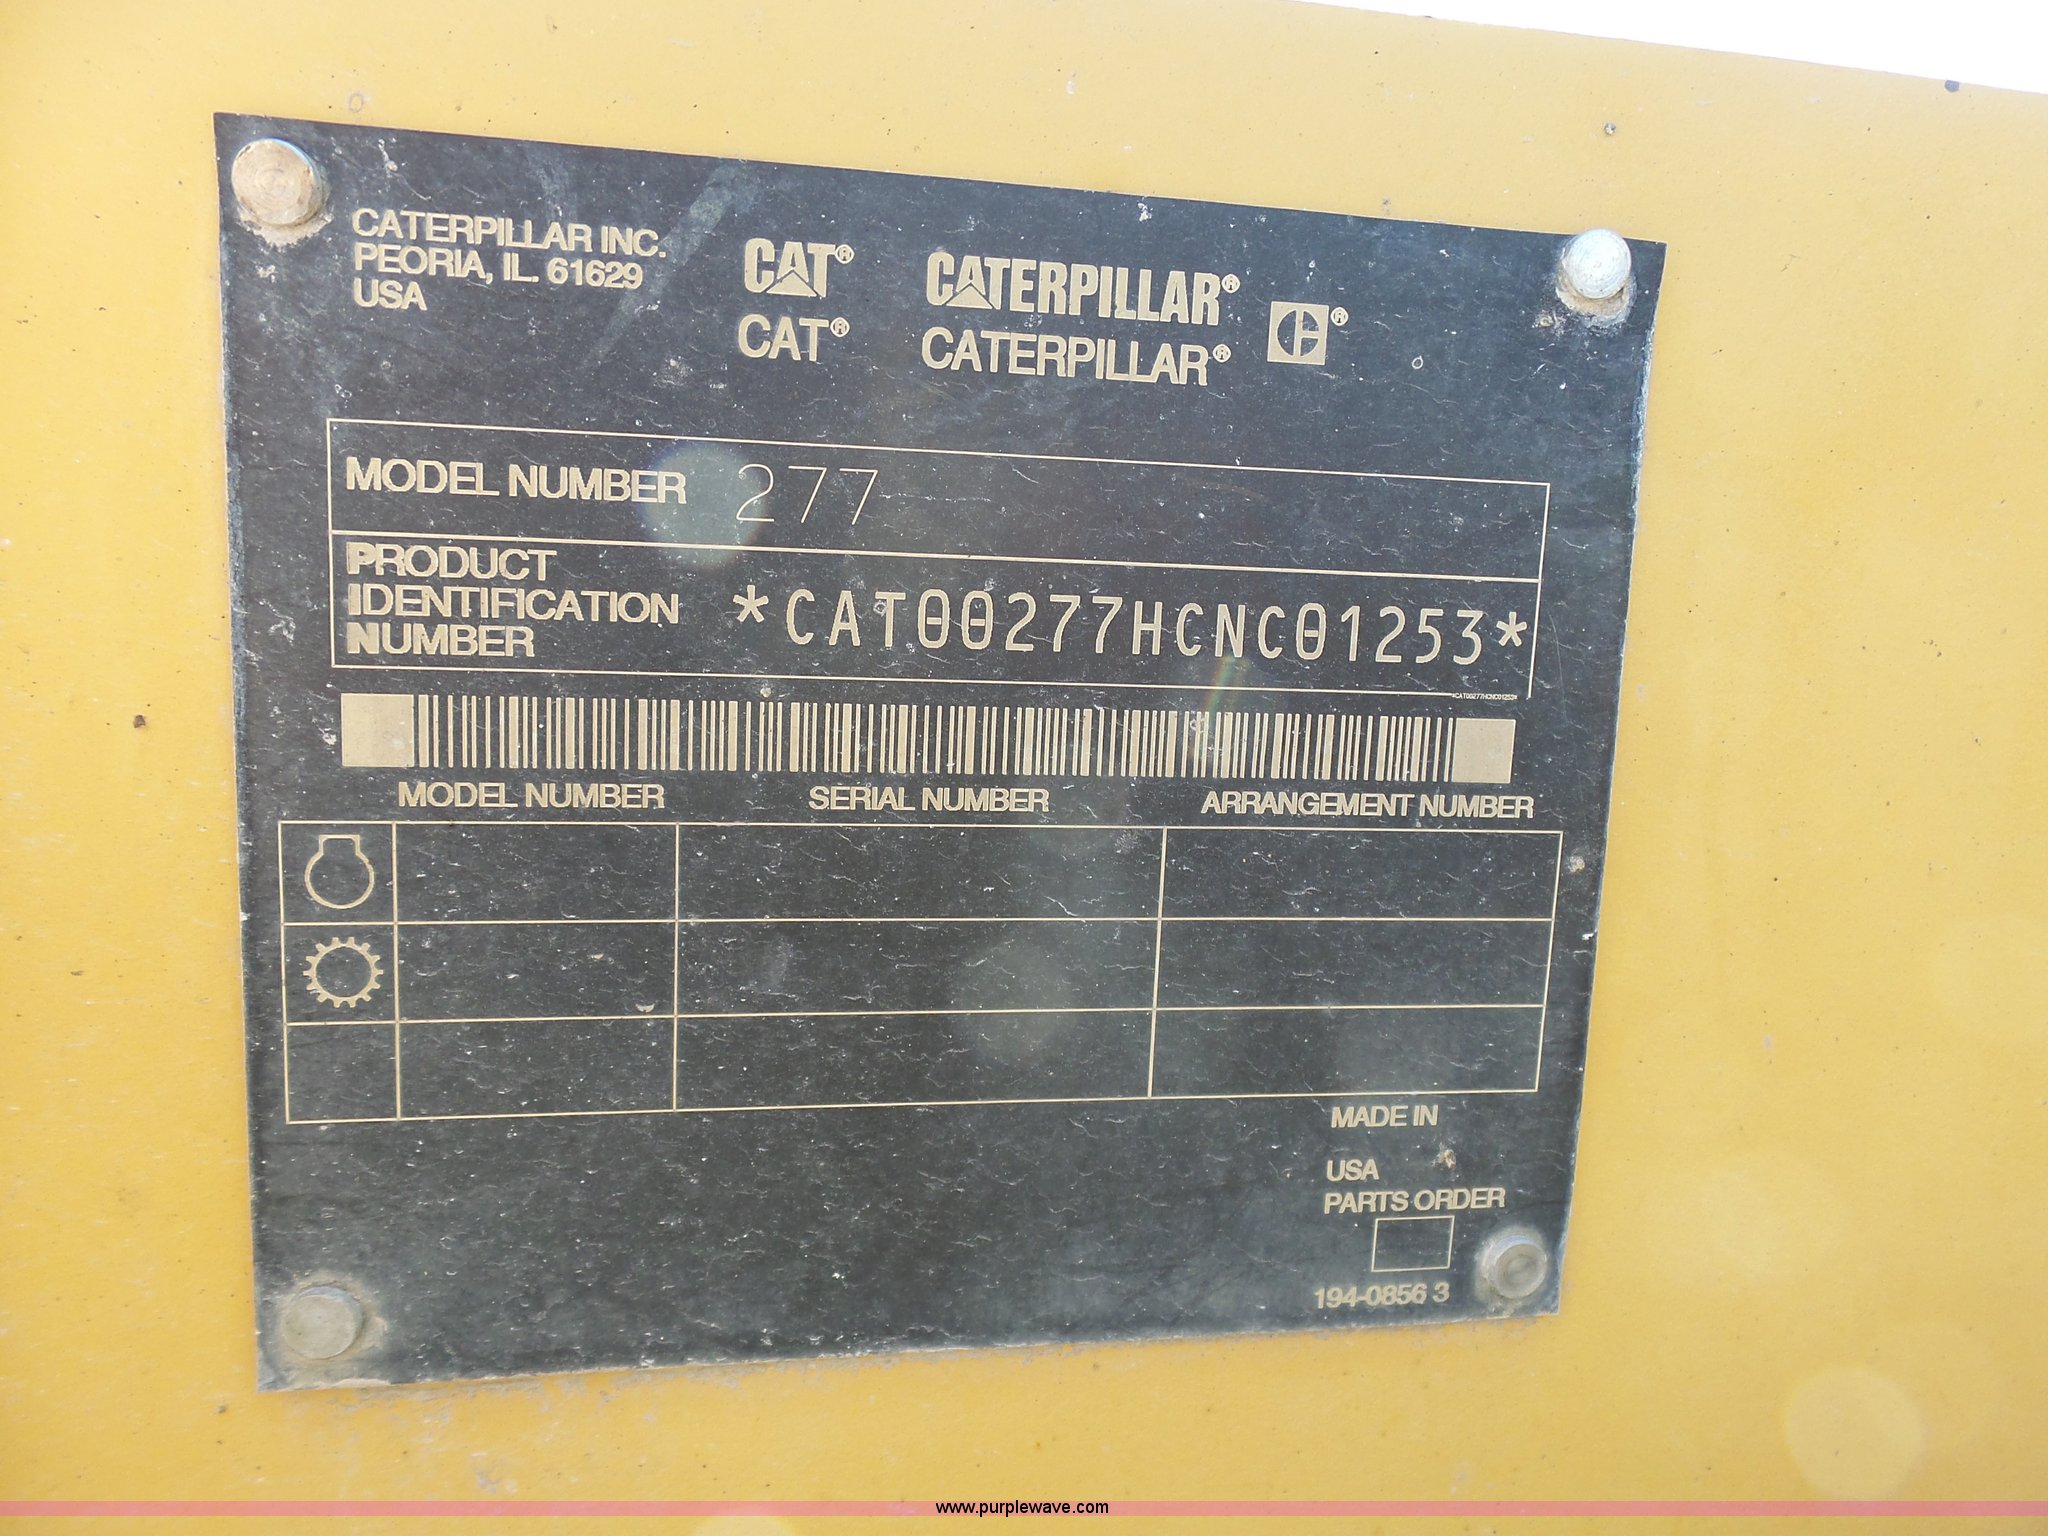 CATERPILLAR INC.
PEORIA, IL. 61629
USA
CAT® CATERPILLAR®
CAT® CATERPILLAR® C®
MODEL NUMBER 277
PRODUCT
IDENTIFICATION
NUMBER *CAT00277HCNC01253*
*CAT00277HCNC01253*
MODEL NUMBER SERIAL NUMBER ARRANGEMENT NUMBER
MADE IN
USA
PARTS ORDER
194-0856 3
www.purplewave.com